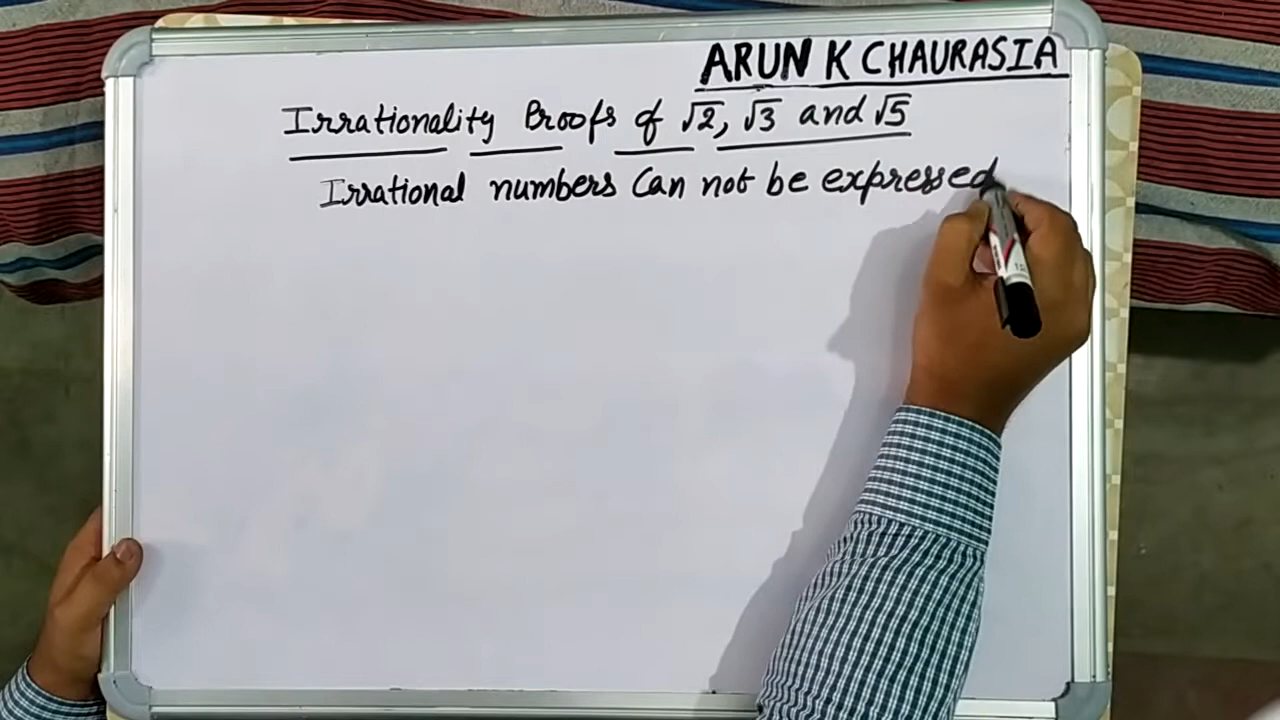 ARUN K CHAURASIA
Irrationality Proofs of √2, √3 and √5
Irrational numbers Can not be expressed